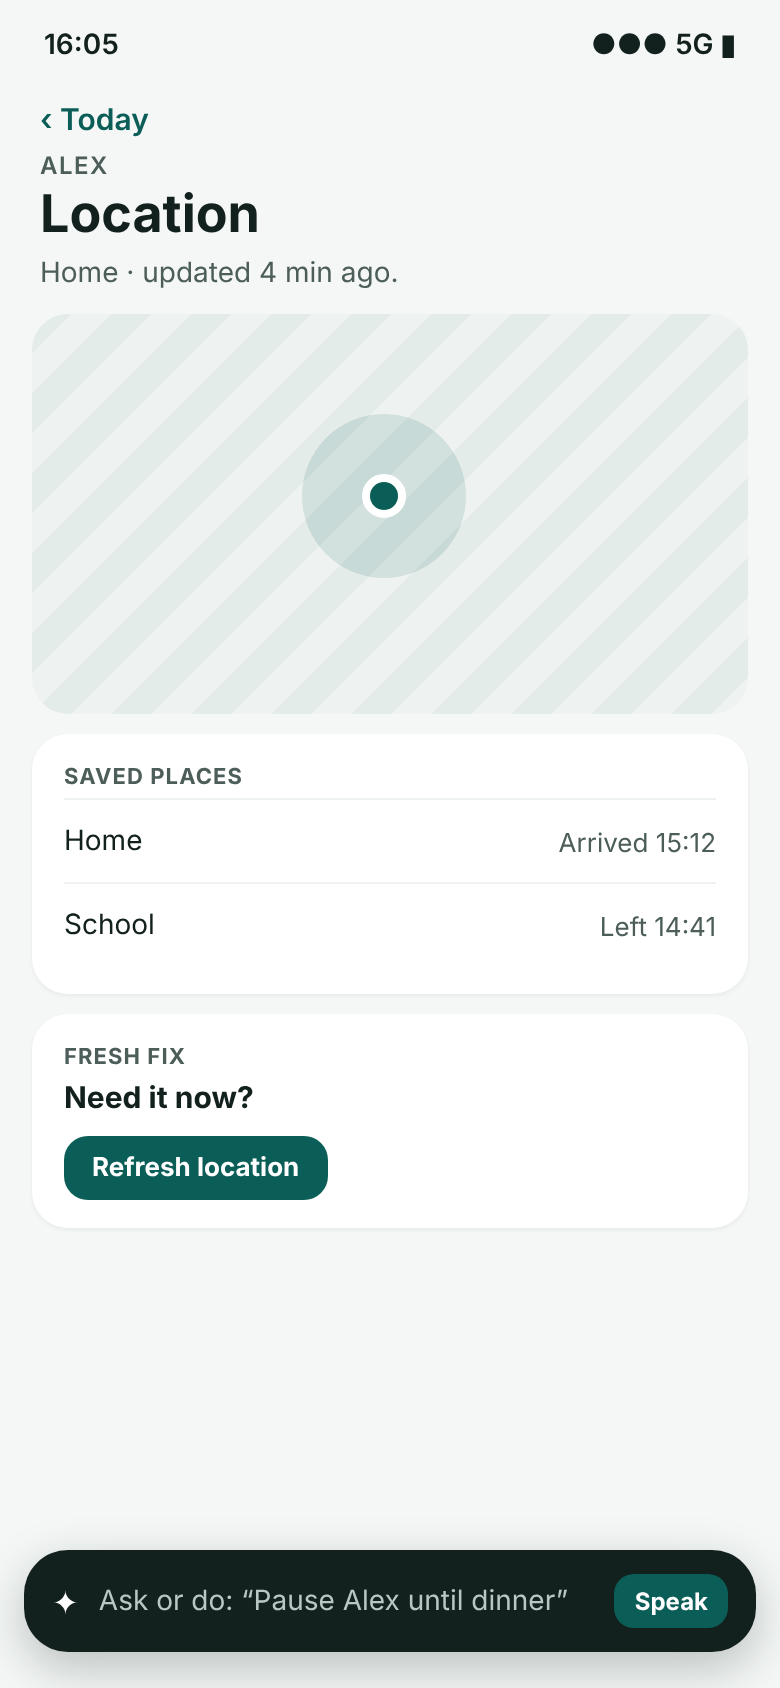 16:05
5G
‹ Today
ALEX
Location
Home · updated 4 min ago.
SAVED PLACES
Home Arrived 15:12
School Left 14:41
FRESH FIX
Need it now?
Refresh location
Ask or do: “Pause Alex until dinner” Speak